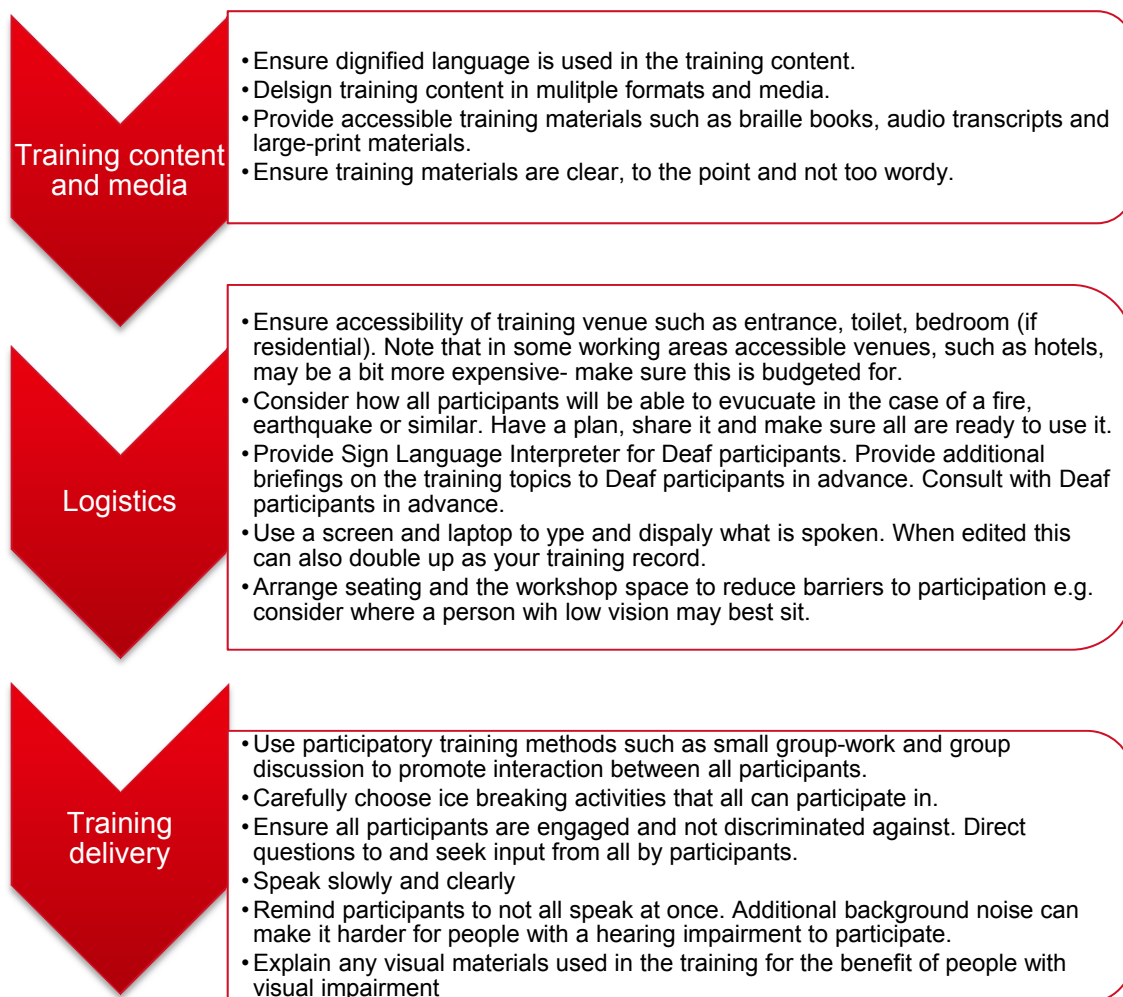 Training content
and media
•Ensure dignified language is used in the training content.
•Delsign training content in mulitple formats and media.
•Provide accessible training materials such as braille books, audio transcripts and
large-print materials.
•Ensure training materials are clear, to the point and not too wordy.
Logistics
•Ensure accessibility of training venue such as entrance, toilet, bedroom (if
residential). Note that in some working areas accessible venues, such as hotels,
may be a bit more expensive- make sure this is budgeted for.
•Consider how all participants will be able to evucuate in the case of a fire,
earthquake or similar. Have a plan, share it and make sure all are ready to use it.
•Provide Sign Language Interpreter for Deaf participants. Provide additional
briefings on the training topics to Deaf participants in advance. Consult with Deaf
participants in advance.
•Use a screen and laptop to ype and dispaly what is spoken. When edited this
can also double up as your training record.
•Arrange seating and the workshop space to reduce barriers to participation e.g.
consider where a person wih low vision may best sit.
Training
delivery
•Use participatory training methods such as small group-work and group
discussion to promote interaction between all participants.
•Carefully choose ice breaking activities that all can participate in.
•Ensure all participants are engaged and not discriminated against. Direct
questions to and seek input from all by participants.
•Speak slowly and clearly
•Remind participants to not all speak at once. Additional background noise can
make it harder for people with a hearing impairment to participate.
•Explain any visual materials used in the training for the benefit of people with
visual impairment